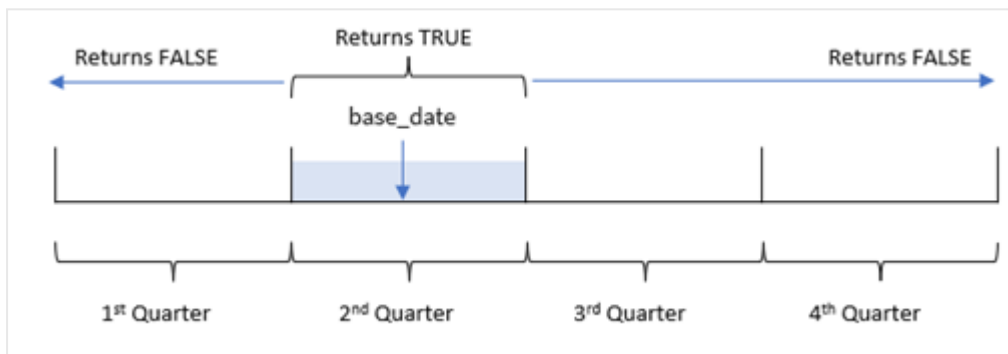 Returns TRUE
Returns FALSE
Returns FALSE
base_date
1st Quarter
2nd Quarter
3rd Quarter
4th Quarter